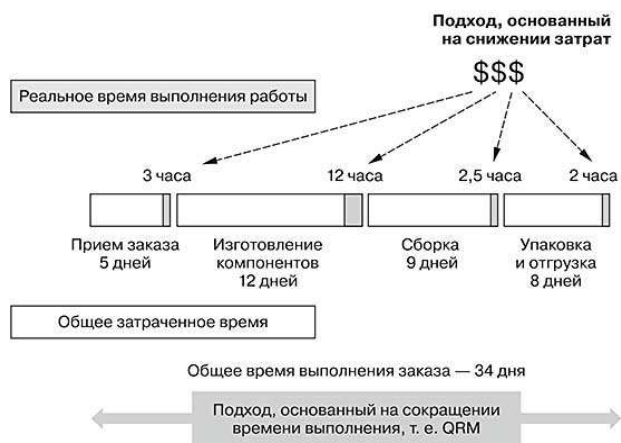 Подход, основанный
на снижении затрат
$$$
Реальное время выполнения работы
3 часа
12 часа
2,5 часа
2 часа
Прием заказа
5 дней
Изготовление
компонентов
12 дней
Сборка
9 дней
Упаковка
и отгрузка
8 дней
Общее затраченное время
Общее время выполнения заказа — 34 дня
Подход, основанный на сокращении
времени выполнения, т. е. QRM